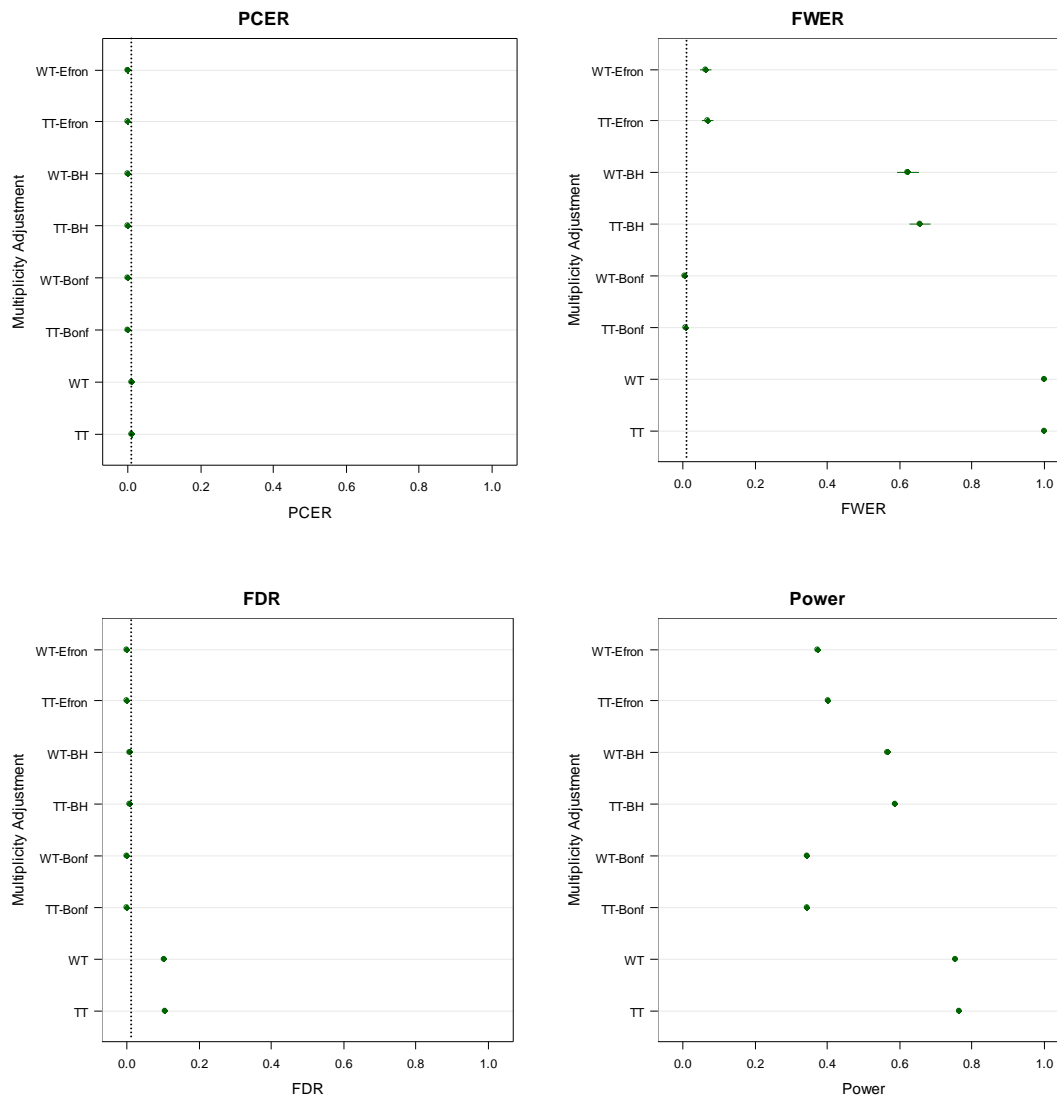 PCER
Multiplicity Adjustment
WT-Efron
TT-Efron
WT-BH
TT-BH
WT-Bonf
TT-Bonf
WT
TT
0.0 0.2 0.4 0.6 0.8 1.0
PCER
FWER
Multiplicity Adjustment
WT-Efron
TT-Efron
WT-BH
TT-BH
WT-Bonf
TT-Bonf
WT
TT
0.0 0.2 0.4 0.6 0.8 1.0
FWER
FDR
Multiplicity Adjustment
WT-Efron
TT-Efron
WT-BH
TT-BH
WT-Bonf
TT-Bonf
WT
TT
0.0 0.2 0.4 0.6 0.8 1.0
FDR
Power
Multiplicity Adjustment
WT-Efron
TT-Efron
WT-BH
TT-BH
WT-Bonf
TT-Bonf
WT
TT
0.0 0.2 0.4 0.6 0.8 1.0
Power